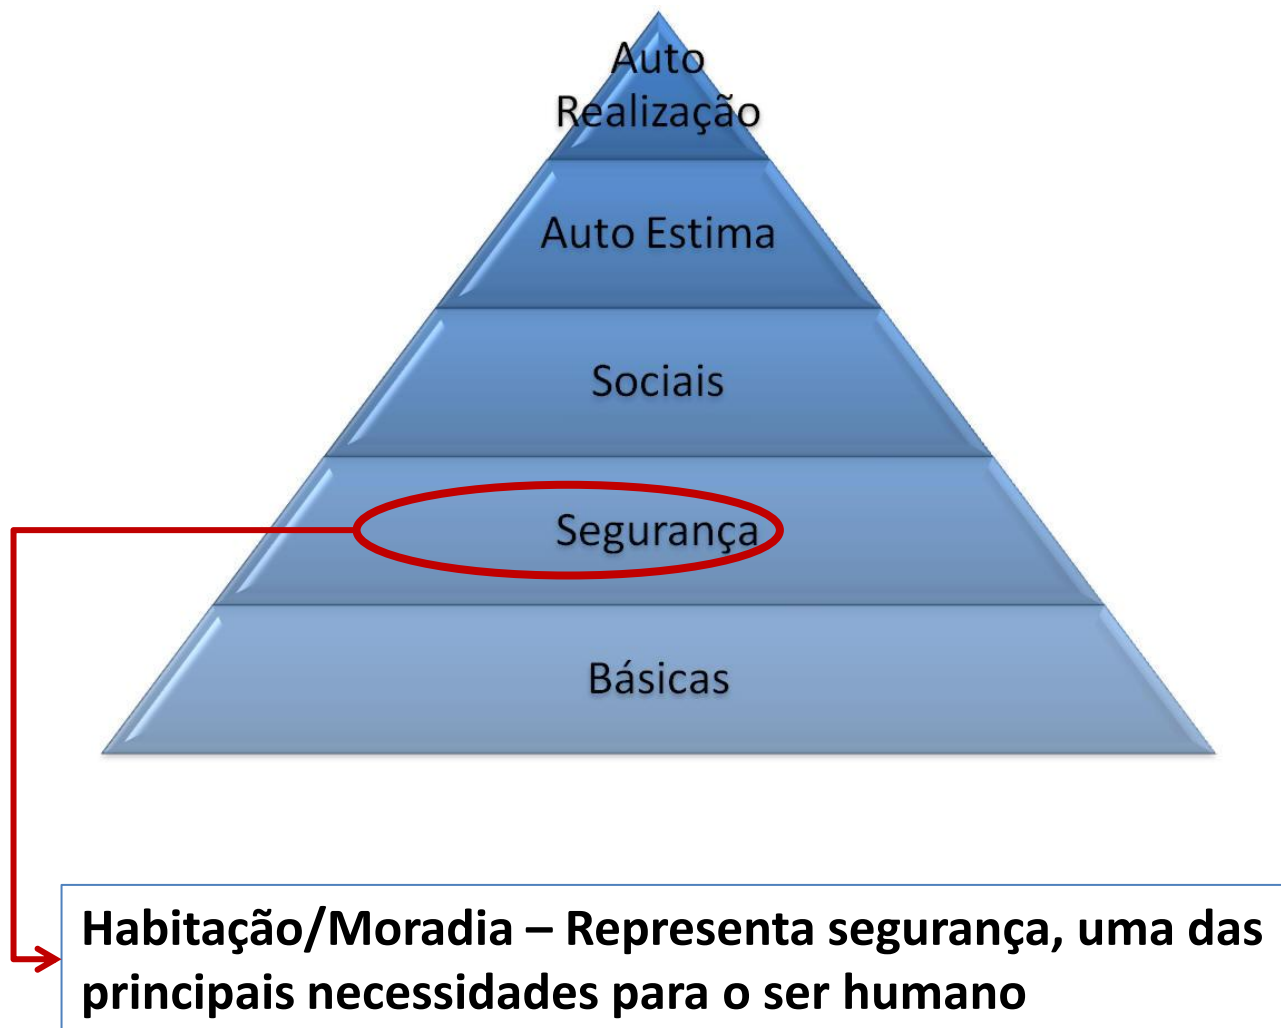 Auto
Realização
Auto Estima
Sociais
Segurança
Básicas
Habitação/Moradia – Representa segurança, uma das
principais necessidades para o ser humano